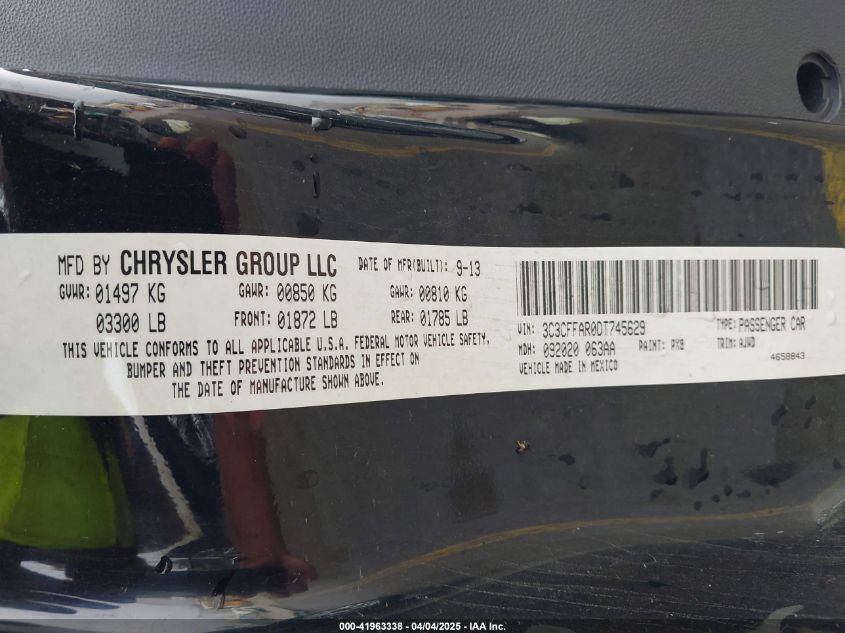 MFD BY CHRYSLER GROUP LLC DATE OF MFR(BUILT): 9-13
GVWR: 01497 KG GAWR: 00850 KG GAWR: 00810 KG
03300 LB FRONT: 01872 LB REAR: 01785 LB
THIS VEHICLE CONFORMS TO ALL APPLICABLE U.S.A. FEDERAL MOTOR VEHICLE SAFETY,
BUMPER AND THEFT PREVENTION STANDARDS IN EFFECT ON
THE DATE OF MANUFACTURE SHOWN ABOVE.
VIN: 3C3CFFAR0DT745629 TYPE: PASSENGER CAR
MDH: 092020 063AA PAINT: PX8 TRIM: AJWD
VEHICLE MADE IN MEXICO 4658843
000-41963338 - 04/04/2025 - IAA Inc.